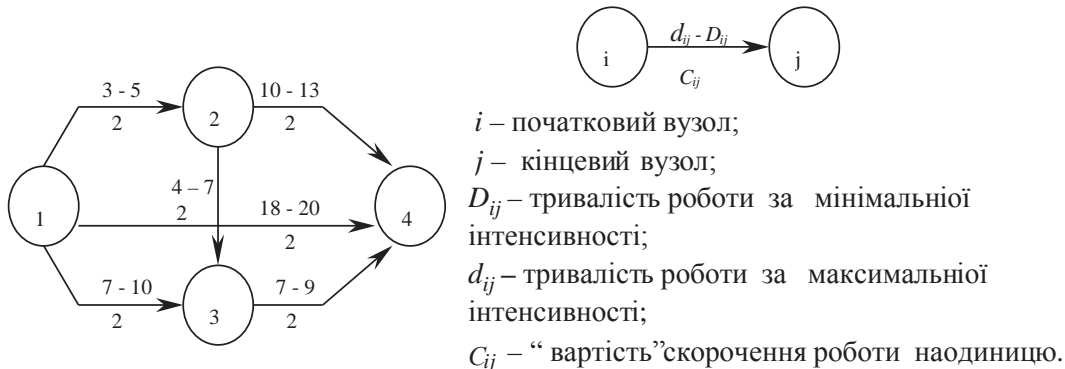 d_ij - D_ij
i
j
C_ij
3 - 5
2
10 - 13
2
2
4 – 7
2
18 - 20
2
1
4
7 - 10
2
7 - 9
2
3
i – початковий вузол;
j – кінцевий вузол;
D_ij – тривалість роботи за мінімальніої
інтенсивності;
d_ij – тривалість роботи за максимальніої
інтенсивності;
C_ij – “ вартість”скорочення роботи наодиницю.